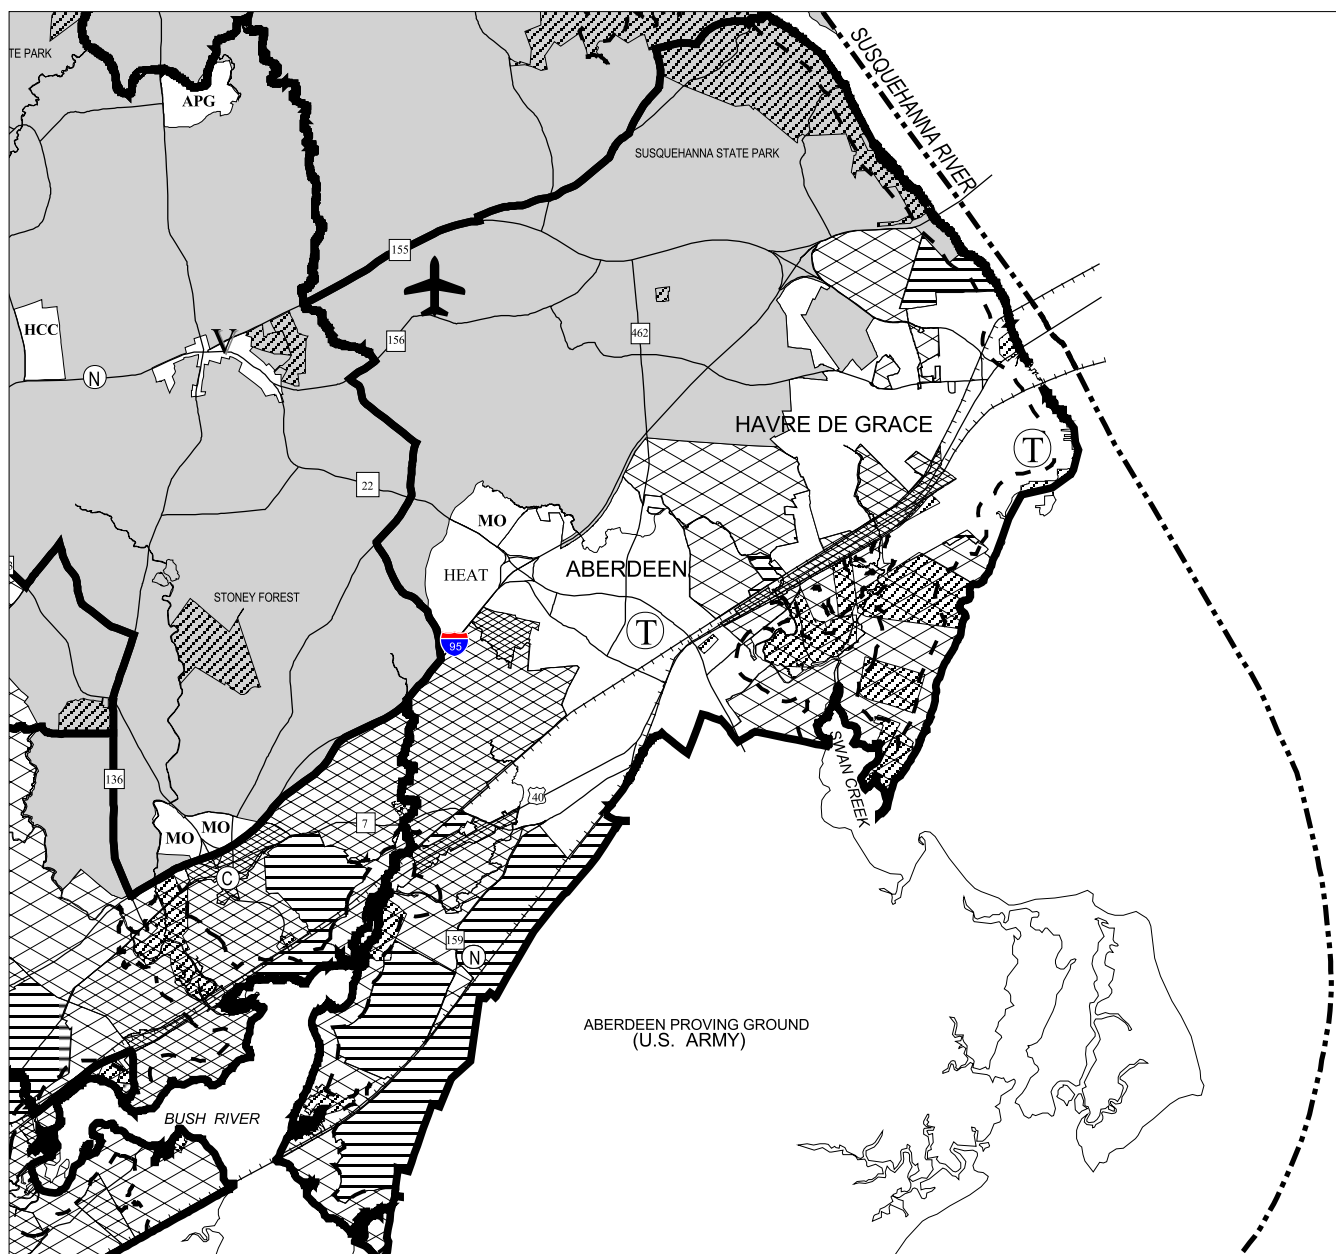 TE PARK
APG
SUSQUEHANNA RIVER
SUSQUEHANNA STATE PARK
155
HCC
V
156
462
N
HAVRE DE GRACE
T
22
MO
HEAT
ABERDEEN
STONEY FOREST
T
95
136
SWAN CREEK
40
7
MO
MO
C
159
N
ABERDEEN PROVING GROUND
(U.S. ARMY)
BUSH RIVER